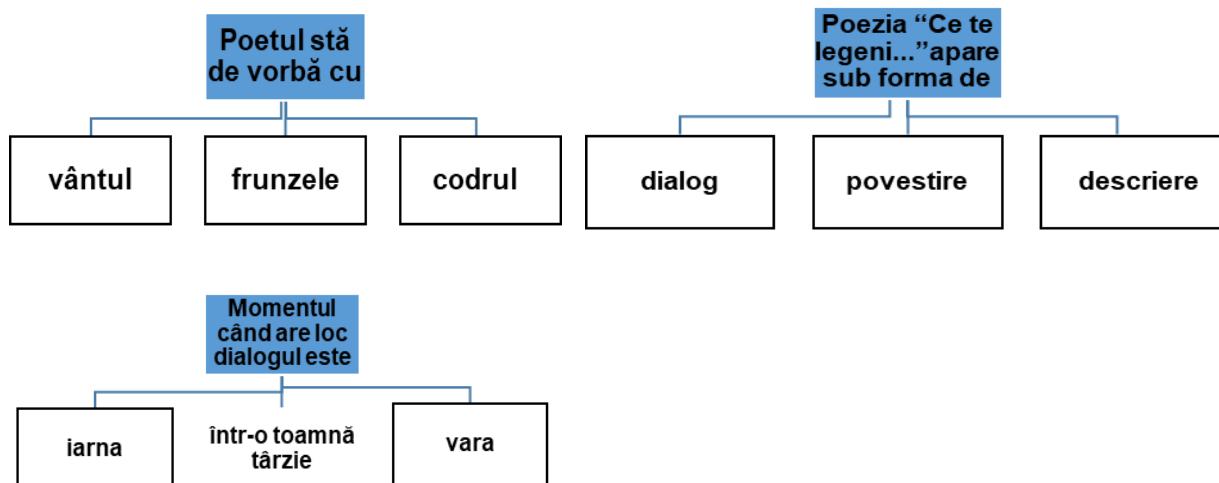 Poetul stă
de vorbă cu
vântul
frunzele
codrul
Poezia “Ce te
legeni...”apare
sub forma de
dialog
povestire
descriere
Momentul
când are loc
dialogul este
iarna
într-o toamnă
târzie
vara